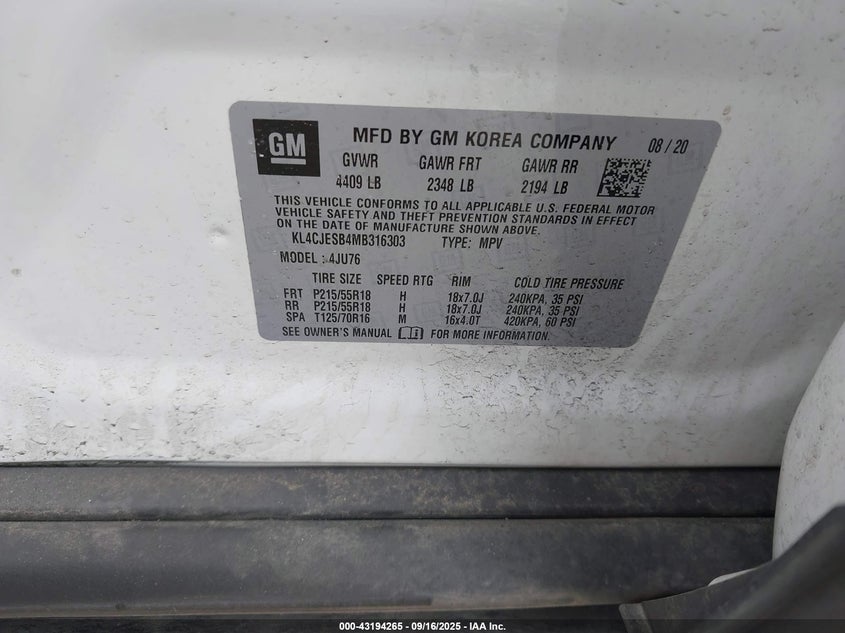 GM MFD BY GM KOREA COMPANY 08 / 20
GVWR GAWR FRT GAWR RR
4409 LB 2348 LB 2194 LB
THIS VEHICLE CONFORMS TO ALL APPLICABLE U.S. FEDERAL MOTOR
VEHICLE SAFETY AND THEFT PREVENTION STANDARDS IN EFFECT
ON THE DATE OF MANUFACTURE SHOWN ABOVE.
KL4CJESB4MB316303 TYPE: MPV
MODEL : 4JU76
TIRE SIZE SPEED RTG RIM COLD TIRE PRESSURE
FRT P215/55R18 H 18x7.0J 240KPA, 35 PSI
RR P215/55R18 H 18x7.0J 240KPA, 35 PSI
SPA T125/70R16 M 16x4.0T 420KPA, 60 PSI
SEE OWNER'S MANUAL FOR MORE INFORMATION.
000-43194265 - 09/16/2025 - IAA Inc.